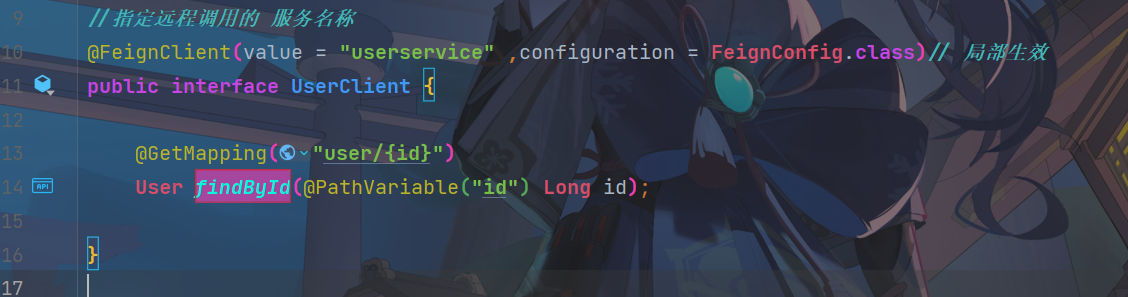 9 //指定远程调用的 服务名称
10 @FeignClient(value = "userservice" ,configuration = FeignConfig.class)// 局部生效
11 public interface UserClient {
12
13 @GetMapping("user/{id}")
14 API User findById(@PathVariable("id") Long id);
15
16 }
17